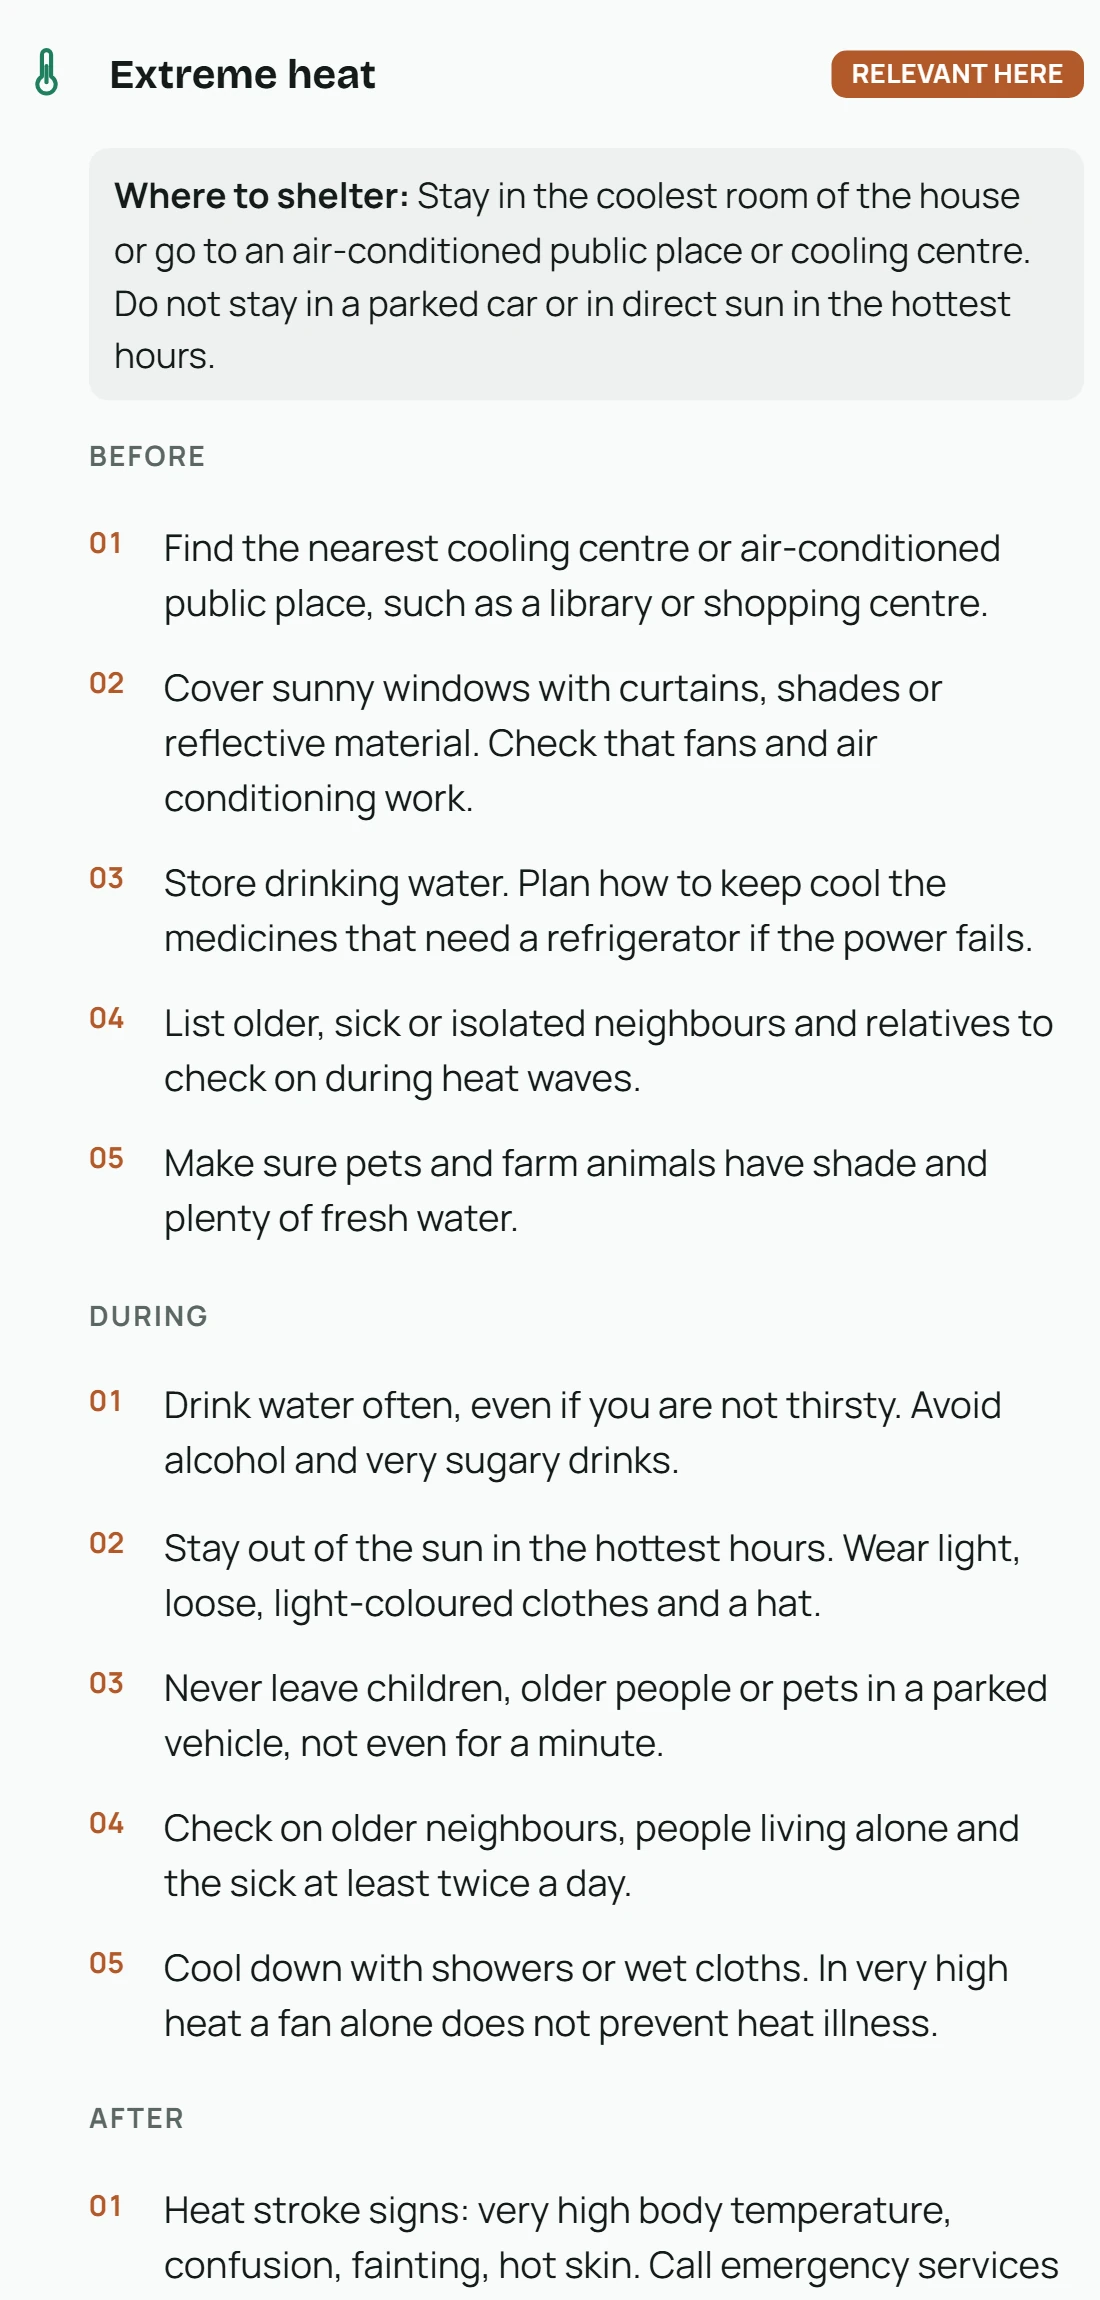 Extreme heat
RELEVANT HERE
Where to shelter: Stay in the coolest room of the house
or go to an air-conditioned public place or cooling centre.
Do not stay in a parked car or in direct sun in the hottest
hours.
BEFORE
01 Find the nearest cooling centre or air-conditioned
public place, such as a library or shopping centre.
02 Cover sunny windows with curtains, shades or
reflective material. Check that fans and air
conditioning work.
03 Store drinking water. Plan how to keep cool the
medicines that need a refrigerator if the power fails.
04 List older, sick or isolated neighbours and relatives to
check on during heat waves.
05 Make sure pets and farm animals have shade and
plenty of fresh water.
DURING
01 Drink water often, even if you are not thirsty. Avoid
alcohol and very sugary drinks.
02 Stay out of the sun in the hottest hours. Wear light,
loose, light-coloured clothes and a hat.
03 Never leave children, older people or pets in a parked
vehicle, not even for a minute.
04 Check on older neighbours, people living alone and
the sick at least twice a day.
05 Cool down with showers or wet cloths. In very high
heat a fan alone does not prevent heat illness.
AFTER
01 Heat stroke signs: very high body temperature,
confusion, fainting, hot skin. Call emergency services